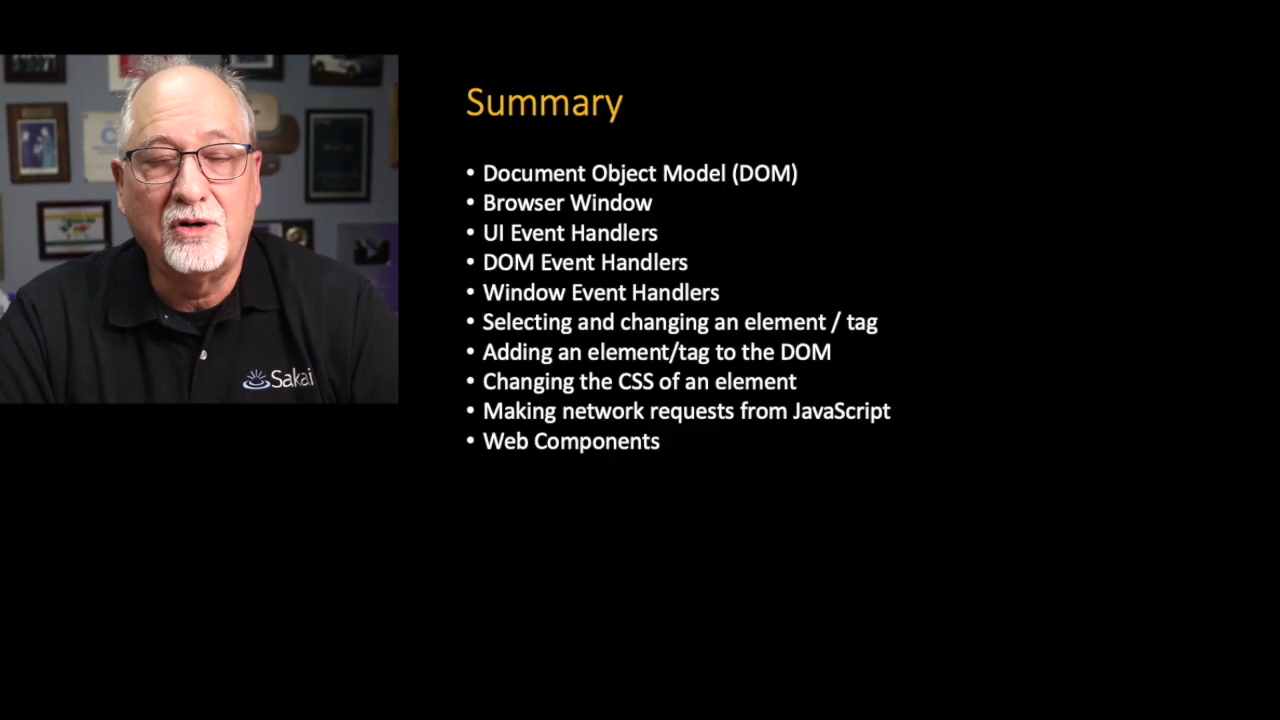 Summary
• Document Object Model (DOM)
• Browser Window
• UI Event Handlers
• DOM Event Handlers
• Window Event Handlers
• Selecting and changing an element / tag
• Adding an element/tag to the DOM
• Changing the CSS of an element
• Making network requests from JavaScript
• Web Components
Sakai